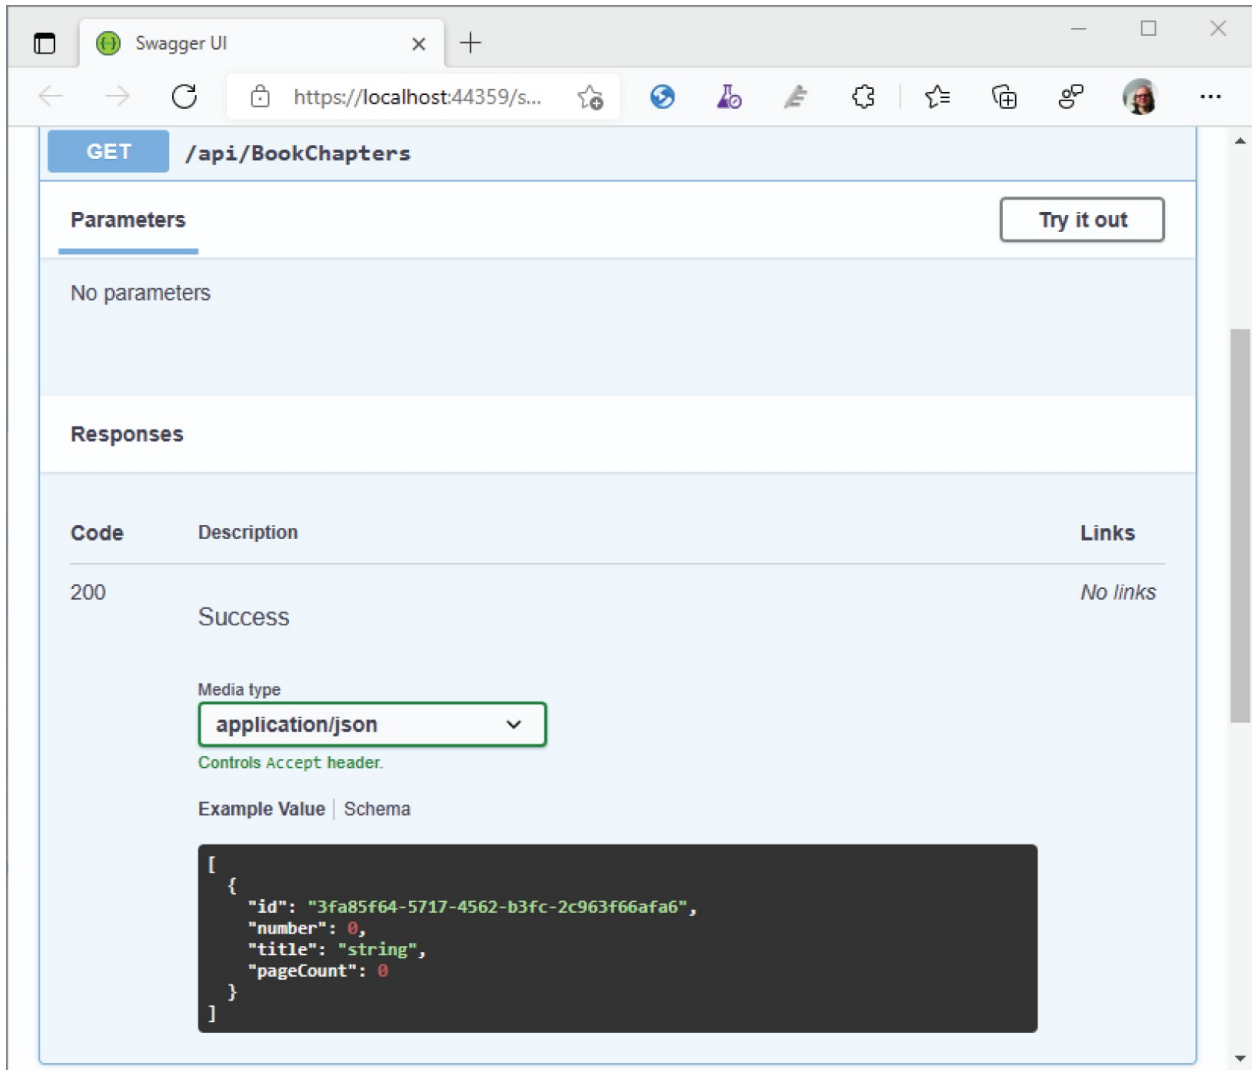 Swagger UI
https://localhost:44359/s...
GET /api/BookChapters
Parameters Try it out
No parameters
Responses
Code Description Links
200 No links
Success
Media type
application/json
Controls Accept header.
Example Value | Schema
[
{
"id": "3fa85f64-5717-4562-b3fc-2c963f66afa6",
"number": 0,
"title": "string",
"pageCount": 0
}
]